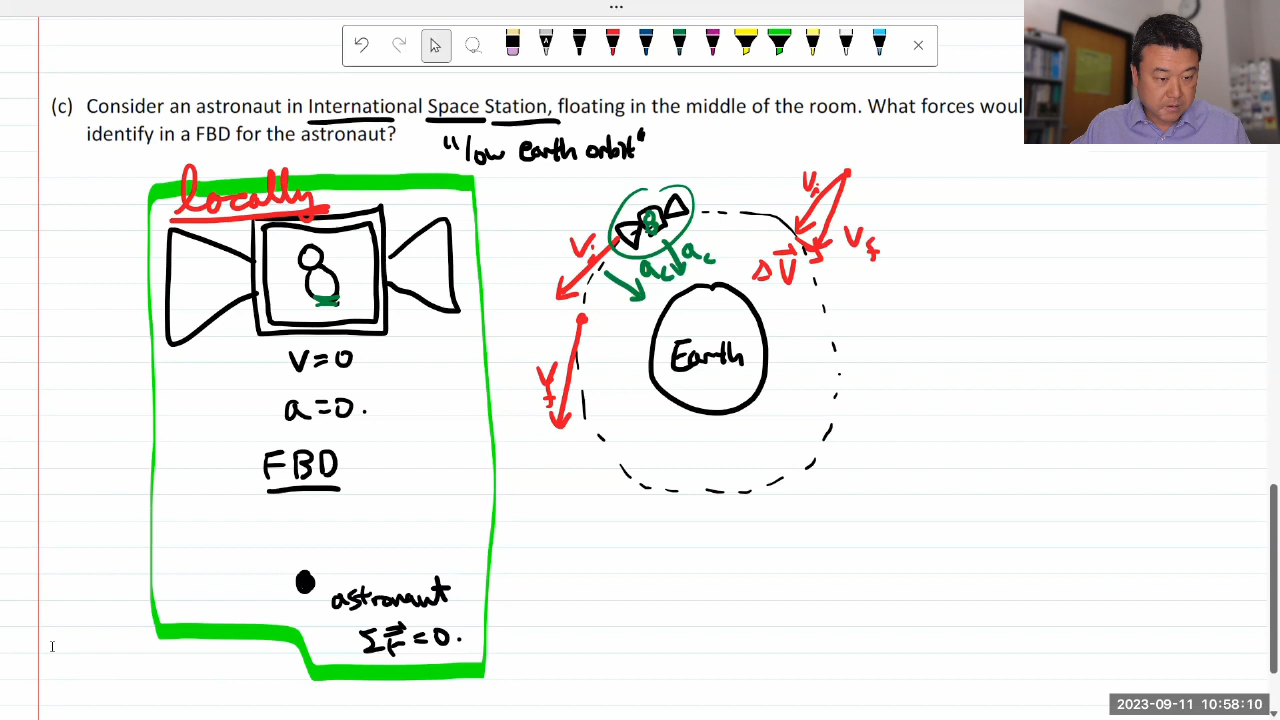 (c) Consider an astronaut in International Space Station, floating in the middle of the room. What forces
identify in a FBD for the astronaut?
"low earth orbit"
locally
V=0
a=0.
FBD
astronaut
ΣF⃗=0.
Vi
ac
ac
Vf
Earth
Vi
Vf
ΔV⃗
2023-09-11 10:58:10